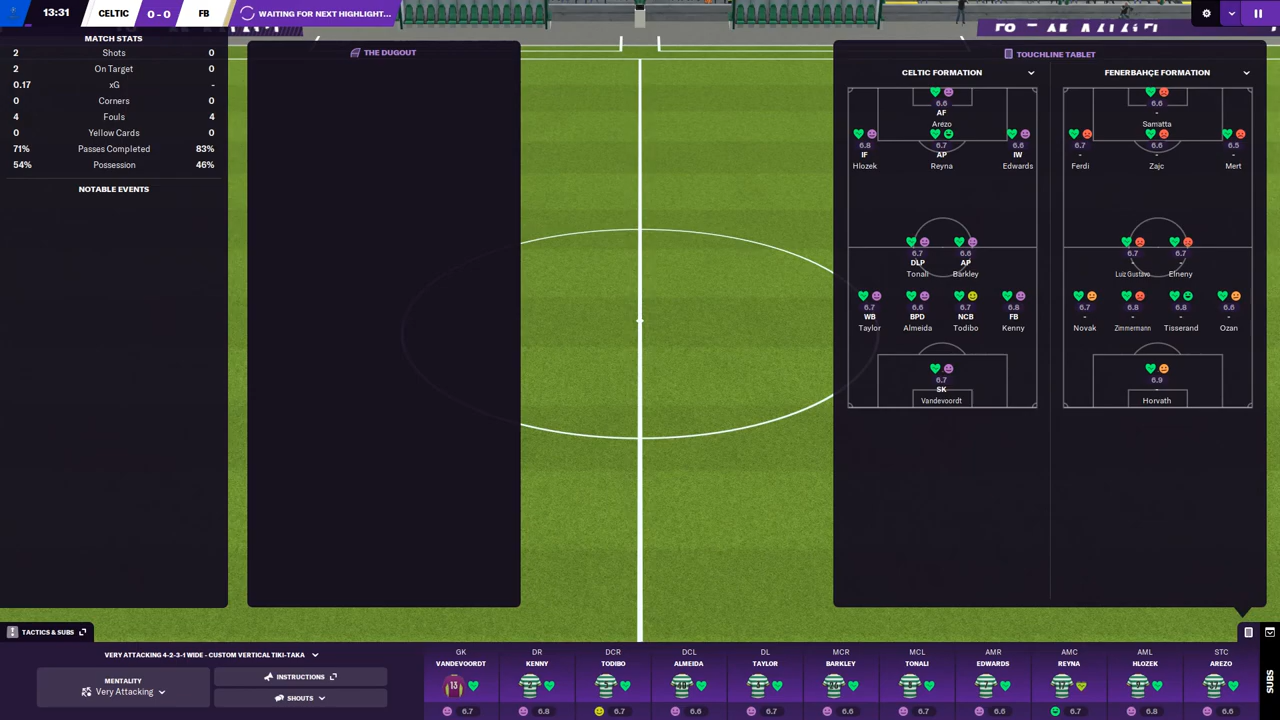 13:31 CELTIC 0 - 0 FB WAITING FOR NEXT HIGHLIGHT...
MATCH STATS
2 Shots 0
2 On Target 0
0.17 xG -
0 Corners 0
4 Fouls 4
0 Yellow Cards 0
71% Passes Completed 83%
54% Possession 46%
NOTABLE EVENTS
THE DUGOUT
TOUCHLINE TABLET
CELTIC FORMATION
6.6
AF
Arezo
6.8 6.7 6.6
IF AP IW
Hlozek Reyna Edwards
6.7 6.6
DLP AP
Tonali Barkley
6.7 6.6 6.7 6.8
WB BPD NCB FB
Taylor Almeida Todibo Kenny
6.7
SK
Vandevoordt
FENERBAHÇE FORMATION
6.6
-
Samatta
6.7 6.6 6.5
- - -
Ferdi Zajc Mert
6.7 6.7
- -
Luiz Gustavo Elneny
6.7 6.8 6.8 6.6
- - - -
Novak Zimmermann Tisserand Ozan
6.9
-
Horvath
TACTICS & SUBS
VERY ATTACKING 4-2-3-1 WIDE - CUSTOM VERTICAL TIKI-TAKA
MENTALITY
Very Attacking
INSTRUCTIONS
SHOUTS
GK DR DCR DCL DL MCR MCL AMR AMC AML STC
VANDEVOORDT KENNY TODIBO ALMEIDA TAYLOR BARKLEY TONALI EDWARDS REYNA HLOZEK AREZO
6.7 6.8 6.7 6.6 6.7 6.6 6.7 6.6 6.7 6.8 6.6
SUBS